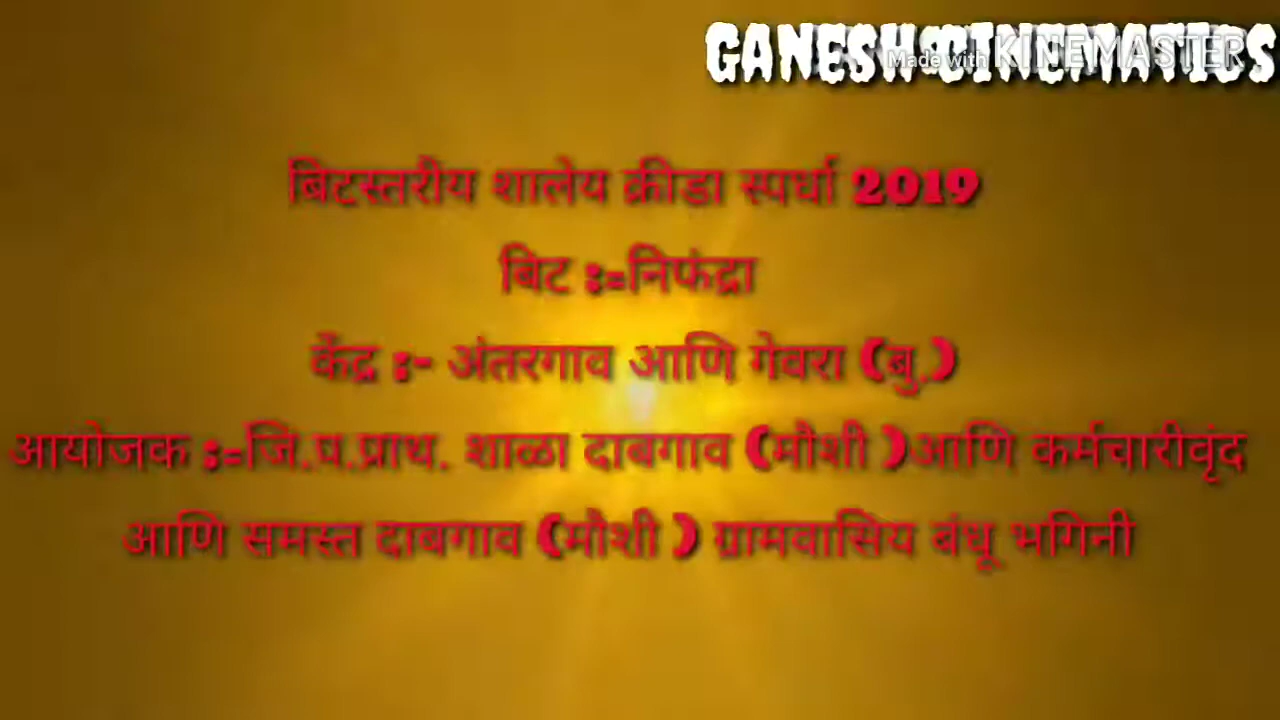 GANESH CINEMATICS
Made with KINEMASTER
बिटस्तरीय शालेय क्रीडा स्पर्धा 2019
बिट :=निफंद्रा
केंद्र :- अंतरगाव आणि गेवरा (बु.)
आयोजक :=जि.प.प्राथ. शाळा दाबगाव (मौशी )आणि कर्मचारीवृंद
आणि समस्त दाबगाव (मौशी ) ग्रामवासिय बंधू भगिनी